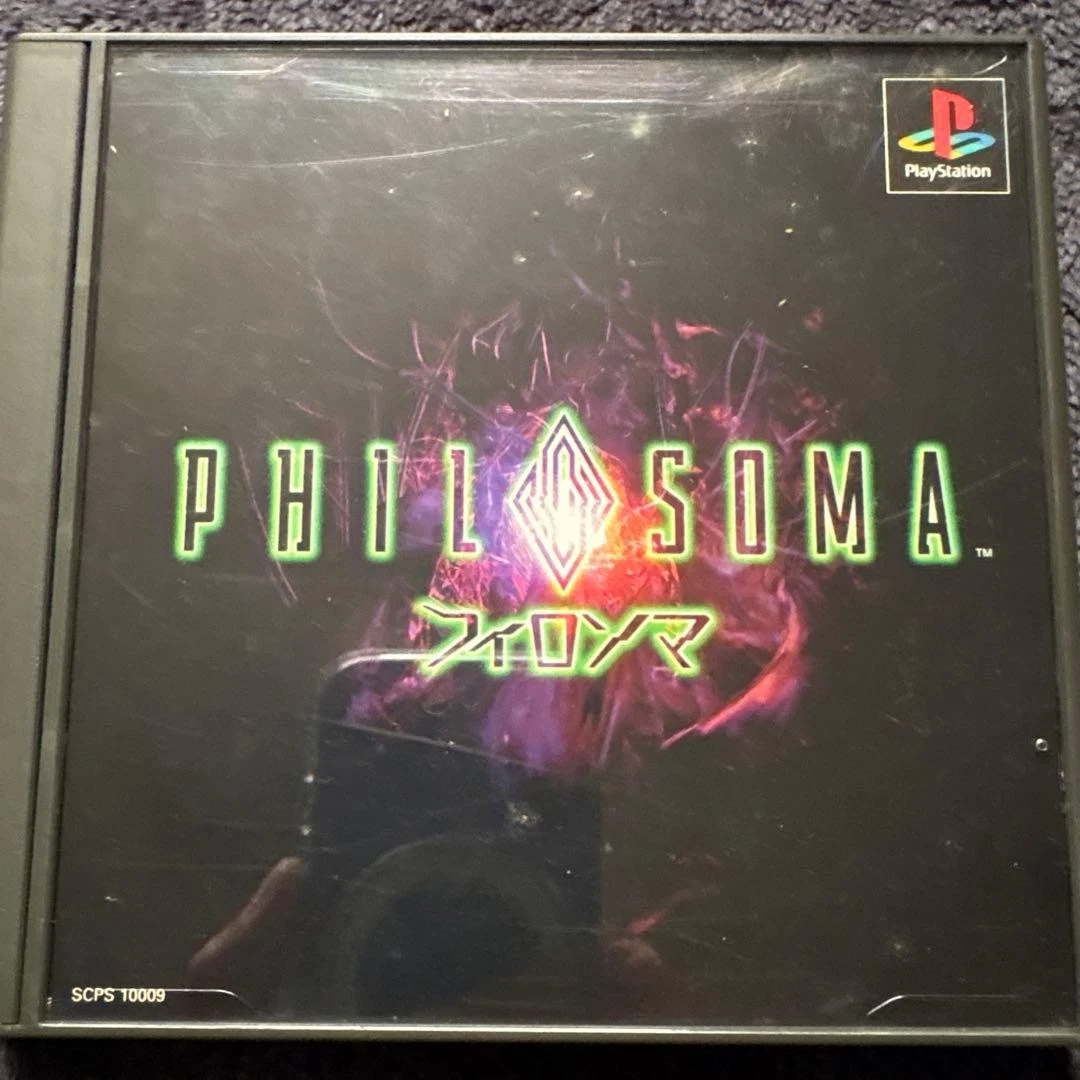 PlayStation
PHILOSOMA™
フィロソマ
SCPS 10009